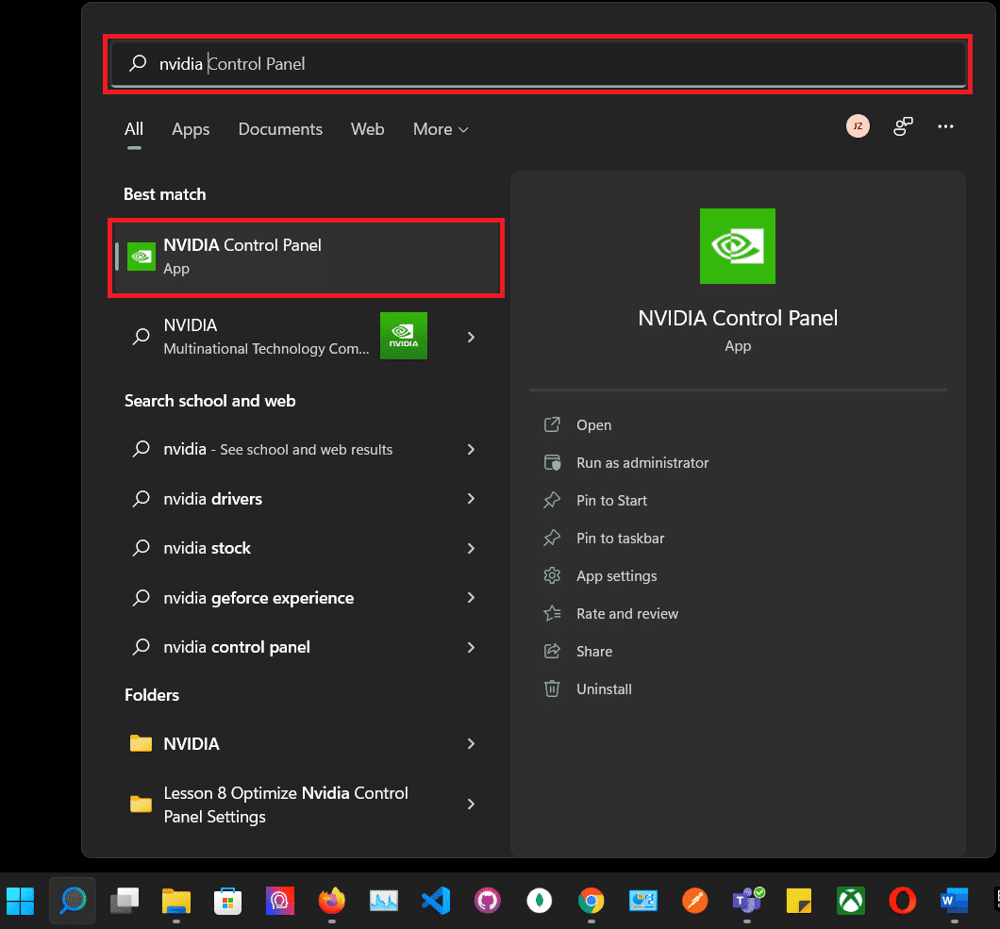 nvidia Control Panel
All Apps Documents Web More
JZ
Best match
NVIDIA Control Panel
App
NVIDIA
Multinational Technology Com...
NVIDIA
Search school and web
nvidia - See school and web results
nvidia drivers
nvidia stock
nvidia geforce experience
nvidia control panel
Folders
NVIDIA
Lesson 8 Optimize Nvidia Control
Panel Settings
NVIDIA Control Panel
App
Open
Run as administrator
Pin to Start
Pin to taskbar
App settings
Rate and review
Share
Uninstall
T
W